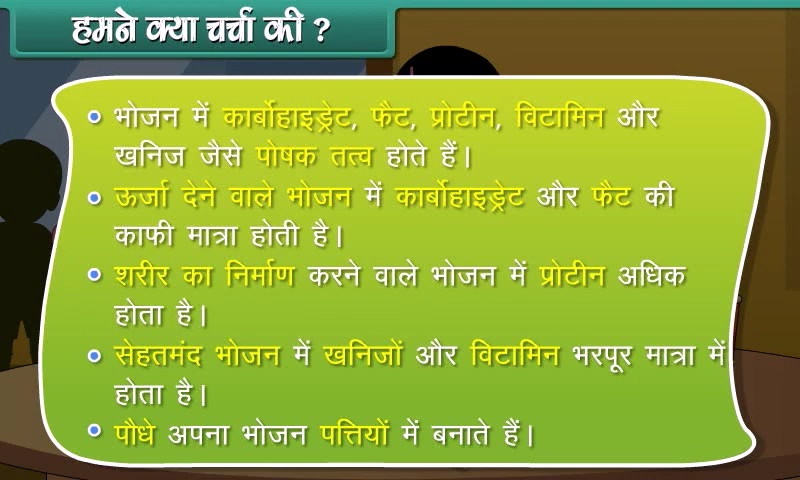 हमने क्या चर्चा की ?
भोजन में कार्बोहाइड्रेट, फैट, प्रोटीन, विटामिन और
खनिज जैसे पोषक तत्व होते हैं।
ऊर्जा देने वाले भोजन में कार्बोहाइड्रेट और फैट की
काफी मात्रा होती है।
शरीर का निर्माण करने वाले भोजन में प्रोटीन अधिक
होता है।
सेहतमंद भोजन में खनिजों और विटामिन भरपूर मात्रा में
होता है।
पौधे अपना भोजन पत्तियों में बनाते हैं।